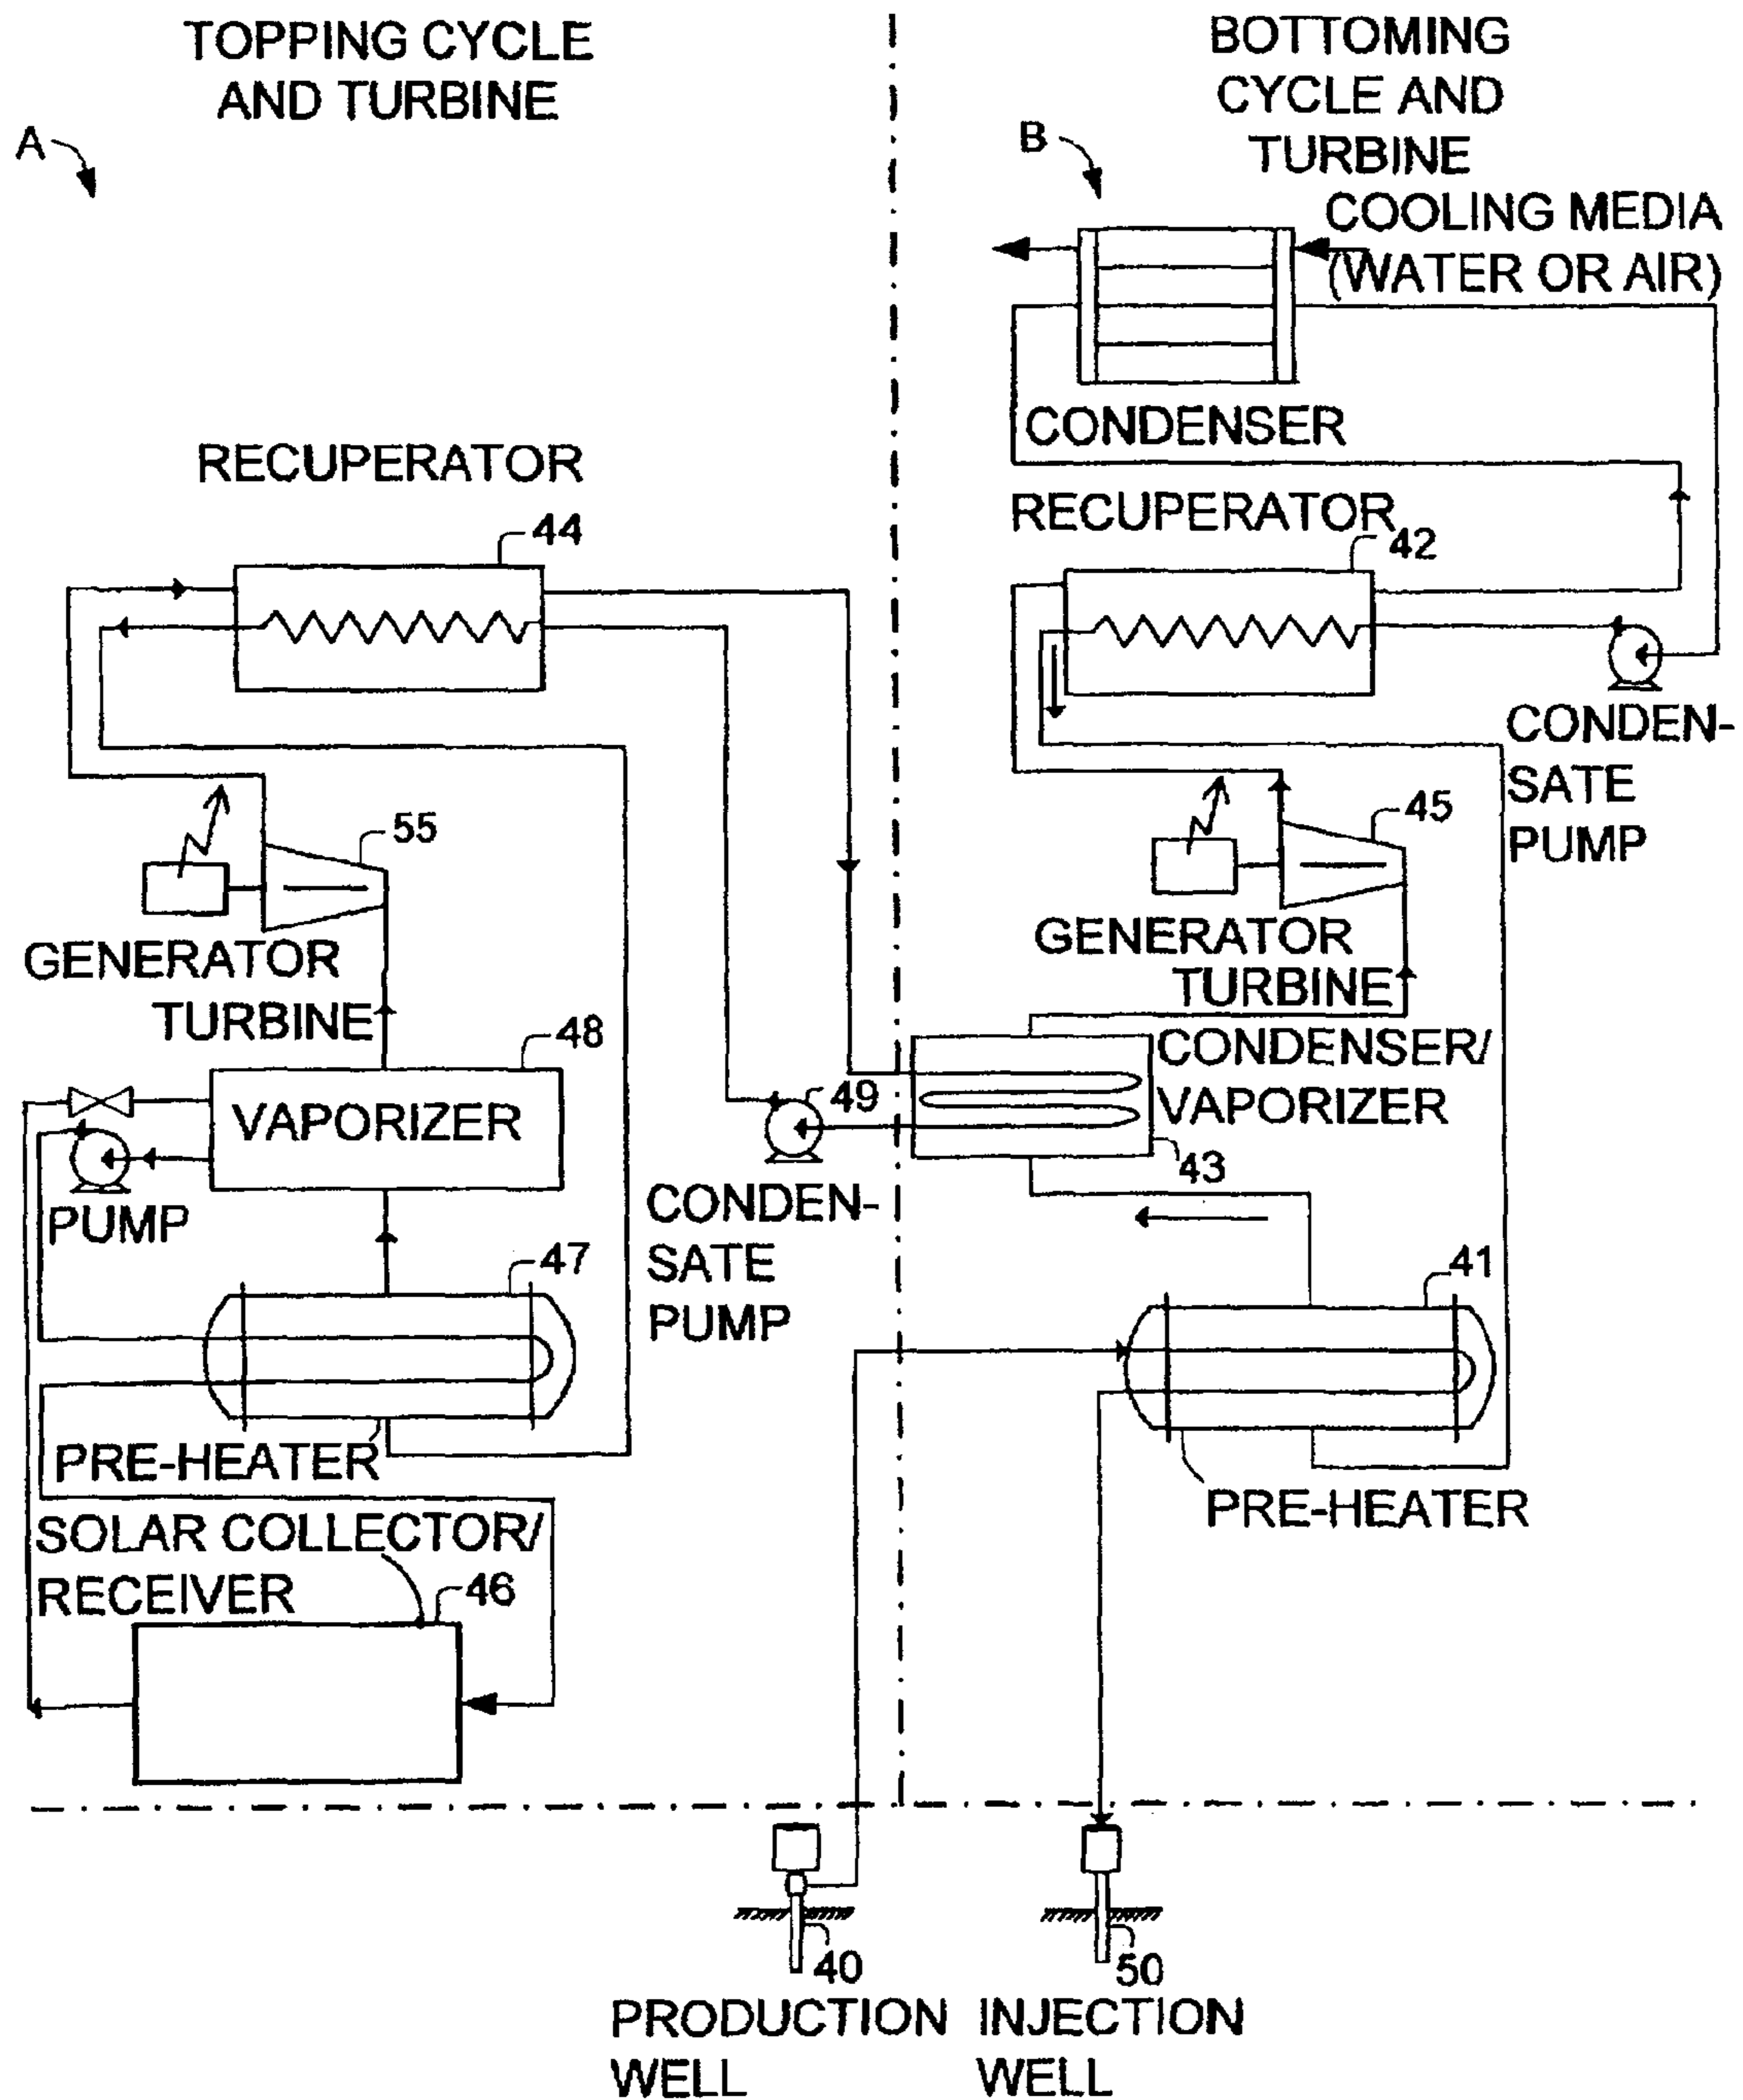 TOPPING CYCLE
AND TURBINE
A
RECUPERATOR
44
55
GENERATOR
TURBINE
48
VAPORIZER
PUMP
49
CONDEN-
SATE
PUMP
47
PRE-HEATER
SOLAR COLLECTOR/
RECEIVER
46
BOTTOMING
CYCLE AND
TURBINE
B
COOLING MEDIA
(WATER OR AIR)
CONDENSER
RECUPERATOR
42
CONDEN-
SATE
PUMP
45
GENERATOR
TURBINE
CONDENSER/
VAPORIZER
43
41
PRE-HEATER
40
50
PRODUCTION
WELL
INJECTION
WELL